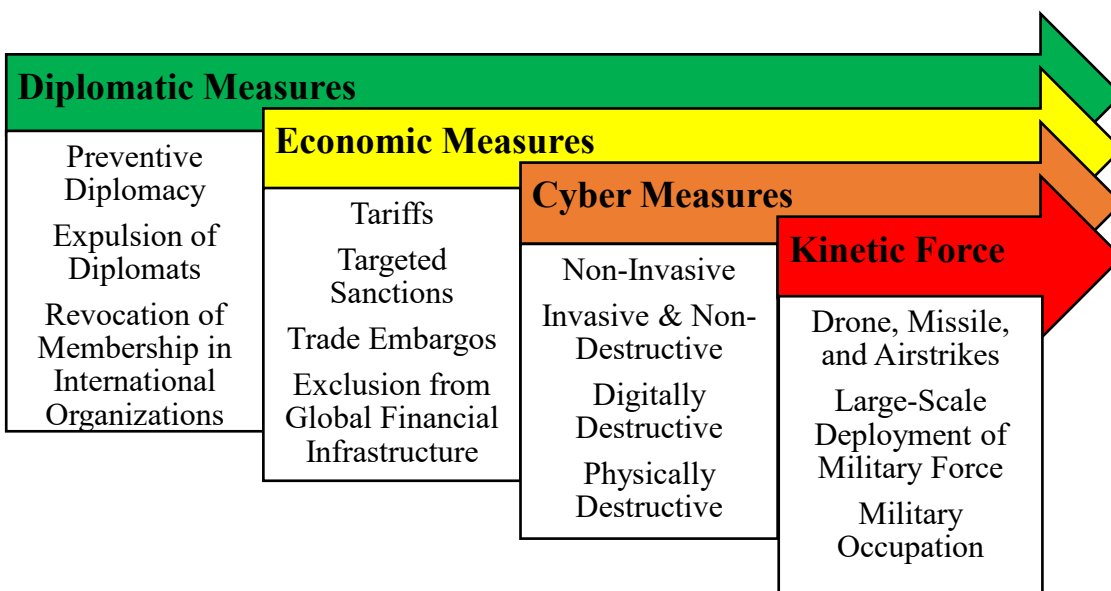 Diplomatic Measures
Preventive
Diplomacy
Expulsion of
Diplomats
Revocation of
Membership in
International
Organizations
Economic Measures
Tariffs
Targeted
Sanctions
Trade Embargos
Exclusion from
Global Financial
Infrastructure
Cyber Measures
Non-Invasive
Invasive & Non-
Destructive
Digitally
Destructive
Physically
Destructive
Kinetic Force
Drone, Missile,
and Airstrikes
Large-Scale
Deployment of
Military Force
Military
Occupation